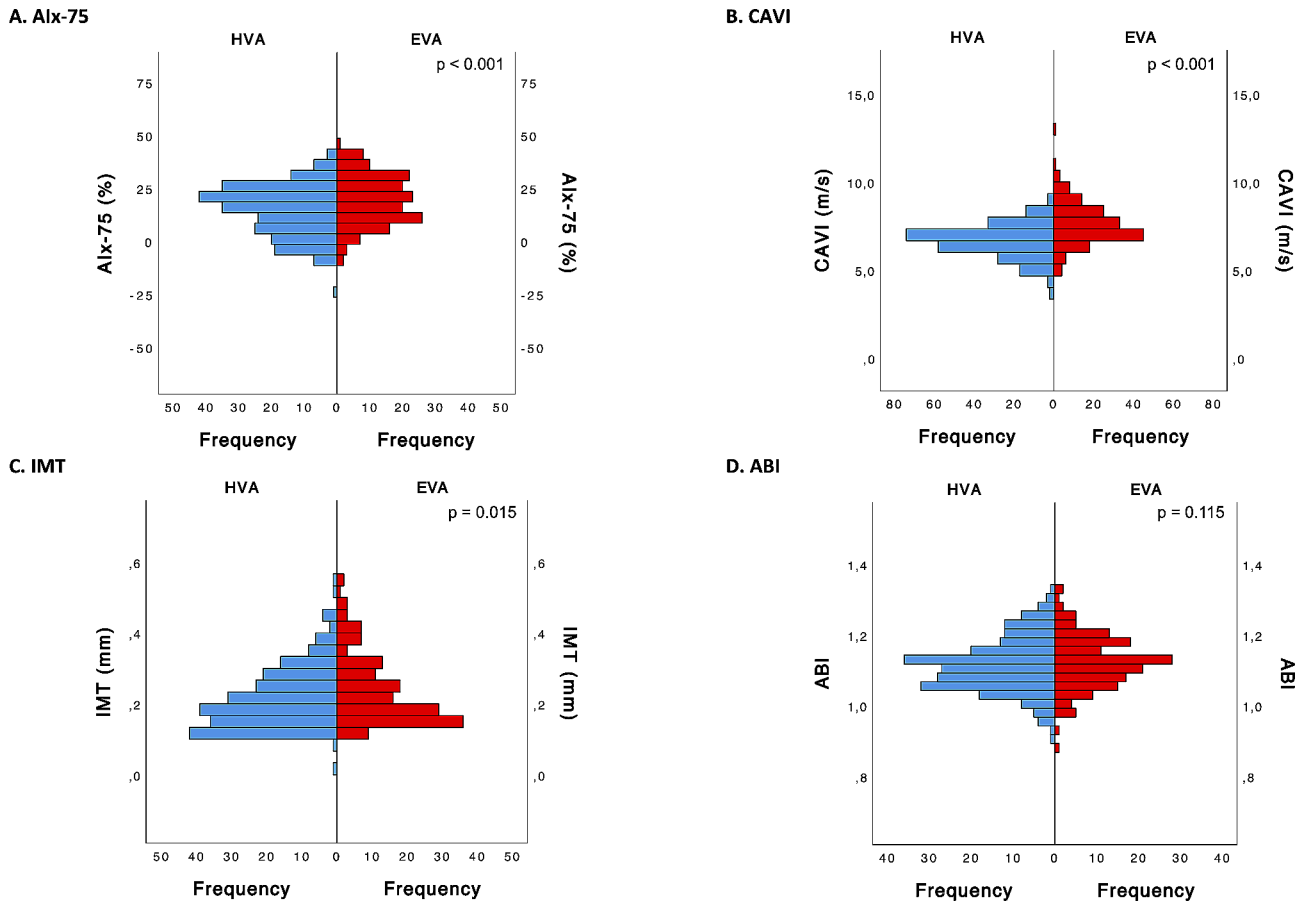 A. AIx-75
HVA EVA
p < 0.001
75 75
50 50
25 25
0 0
-25 -25
-50 -50
AIx-75 (%)
AIx-75 (%)
50 40 30 20 10 0 10 20 30 40 50
Frequency Frequency
B. CAVI
HVA EVA
p < 0.001
15,0 15,0
10,0 10,0
5,0 5,0
,0 ,0
CAVI (m/s)
CAVI (m/s)
80 60 40 20 0 20 40 60 80
Frequency Frequency
C. IMT
HVA EVA
p = 0.015
,6 ,6
,4 ,4
,2 ,2
,0 ,0
IMT (mm)
IMT (mm)
50 40 30 20 10 0 10 20 30 40 50
Frequency Frequency
D. ABI
HVA EVA
p = 0.115
1,4 1,4
1,2 1,2
1,0 1,0
,8 ,8
ABI
ABI
40 30 20 10 0 10 20 30 40
Frequency Frequency